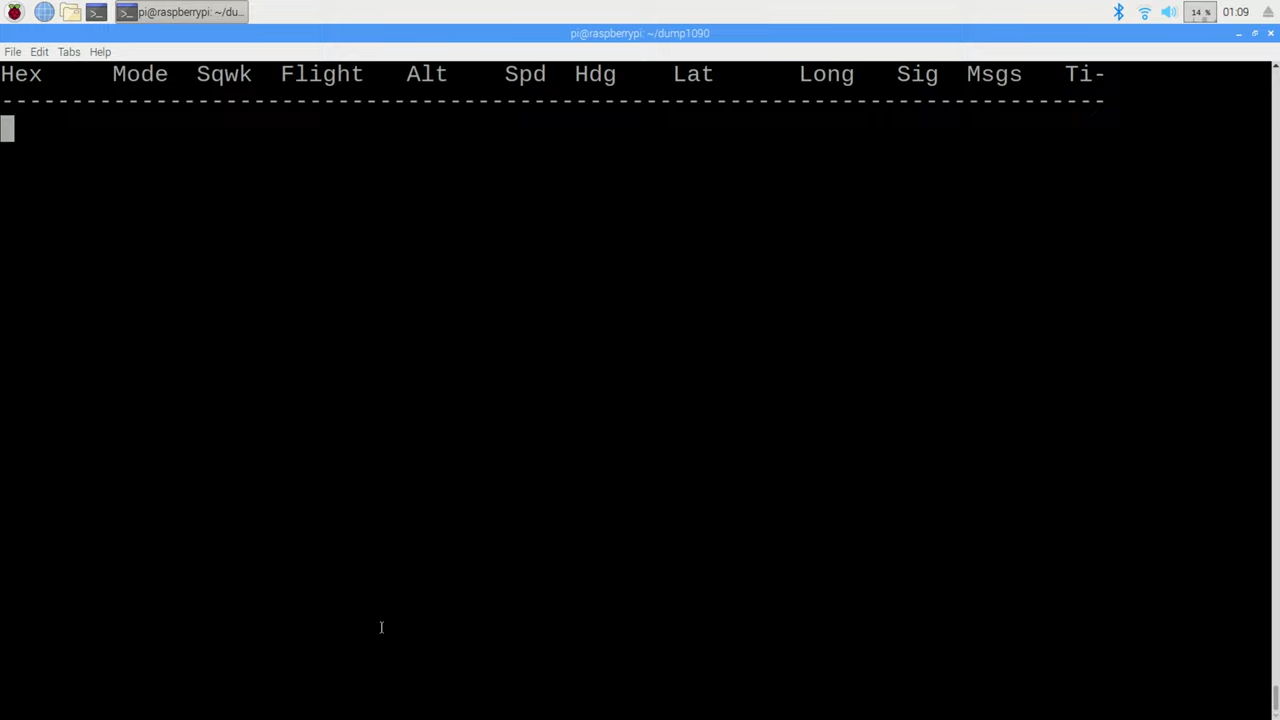 pi@raspberrypi: ~/du...
14 %
01:09
pi@raspberrypi: ~/dump1090
File Edit Tabs Help
Hex Mode Sqwk Flight Alt Spd Hdg Lat Long Sig Msgs Ti-
-------------------------------------------------------------------------------